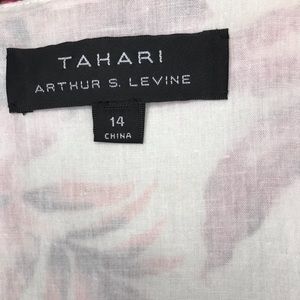 TAHARI
ARTHUR S. LEVINE
14
CHINA